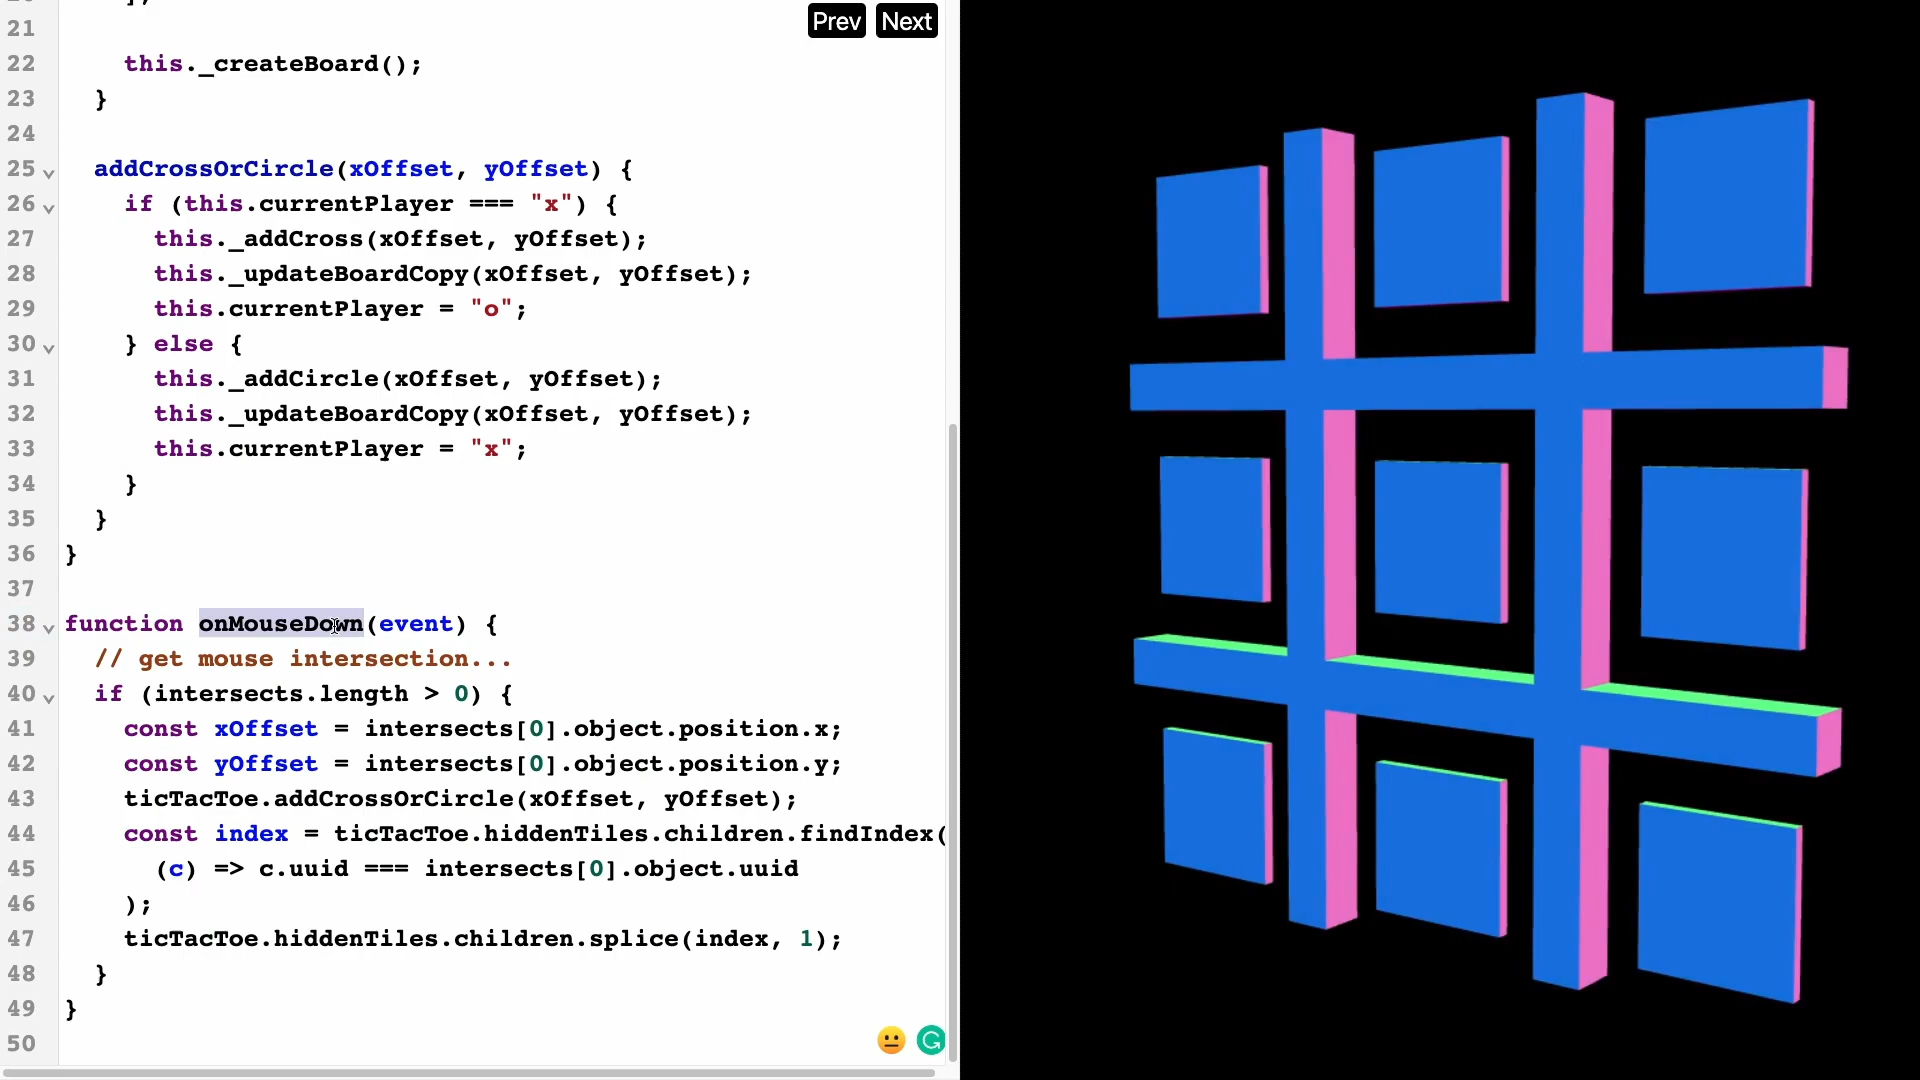 Prev Next
21
22 this._createBoard();
23 }
24
25 addCrossOrCircle(xOffset, yOffset) {
26 if (this.currentPlayer === "x") {
27 this._addCross(xOffset, yOffset);
28 this._updateBoardCopy(xOffset, yOffset);
29 this.currentPlayer = "o";
30 } else {
31 this._addCircle(xOffset, yOffset);
32 this._updateBoardCopy(xOffset, yOffset);
33 this.currentPlayer = "x";
34 }
35 }
36 }
37
38 function onMouseDown(event) {
39 // get mouse intersection...
40 if (intersects.length > 0) {
41 const xOffset = intersects[0].object.position.x;
42 const yOffset = intersects[0].object.position.y;
43 ticTacToe.addCrossOrCircle(xOffset, yOffset);
44 const index = ticTacToe.hiddenTiles.children.findIndex(
45 (c) => c.uuid === intersects[0].object.uuid
46 );
47 ticTacToe.hiddenTiles.children.splice(index, 1);
48 }
49 }
50